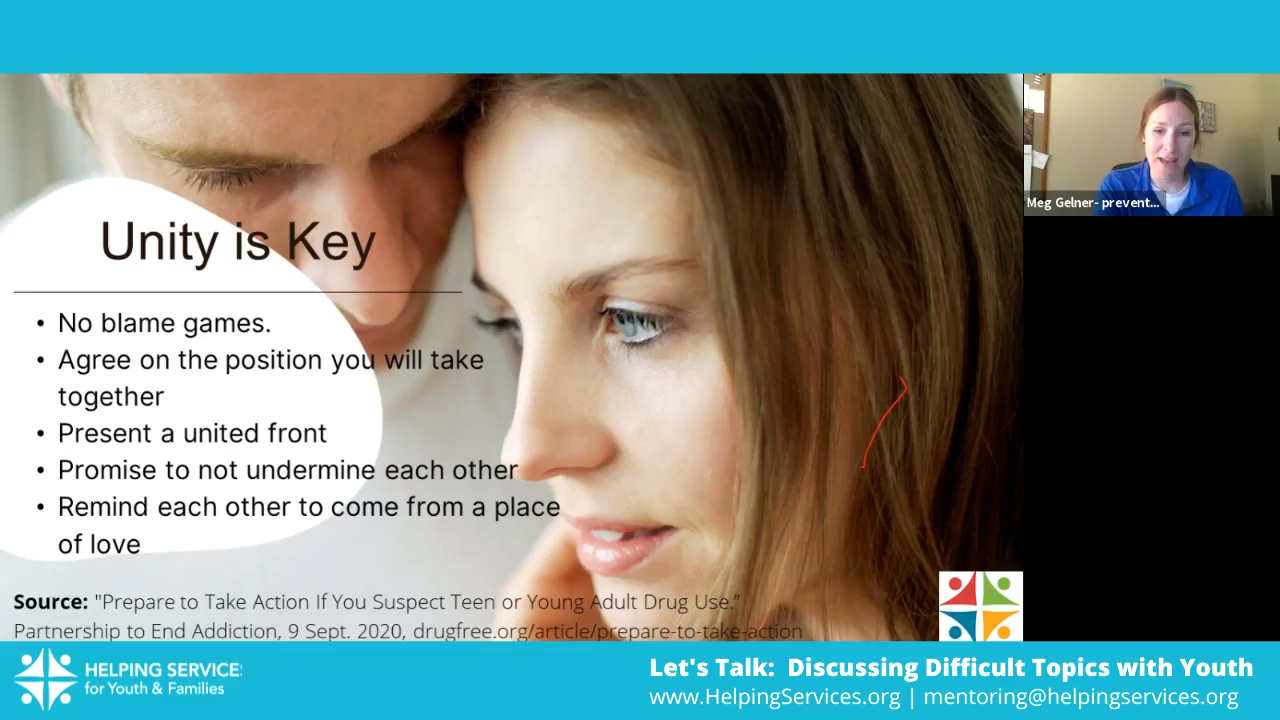 Unity is Key
• No blame games.
• Agree on the position you will take
together
• Present a united front
• Promise to not undermine each other
• Remind each other to come from a place
of love
Source: "Prepare to Take Action If You Suspect Teen or Young Adult Drug Use."
Partnership to End Addiction, 9 Sept. 2020, drugfree.org/article/prepare-to-take-action
Meg Gelner- prevent...
HELPING SERVICES
for Youth & Families
Let's Talk: Discussing Difficult Topics with Youth
www.HelpingServices.org | mentoring@helpingservices.org